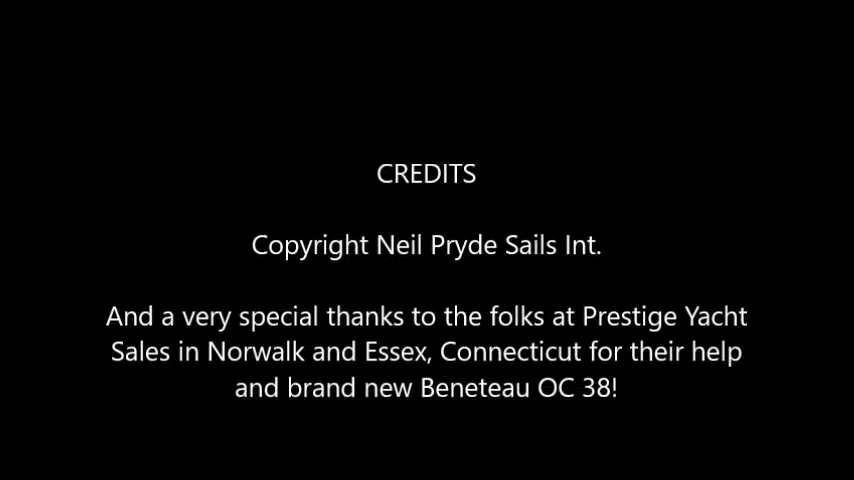 CREDITS
Copyright Neil Pryde Sails Int.
And a very special thanks to the folks at Prestige Yacht
Sales in Norwalk and Essex, Connecticut for their help
and brand new Beneteau OC 38!